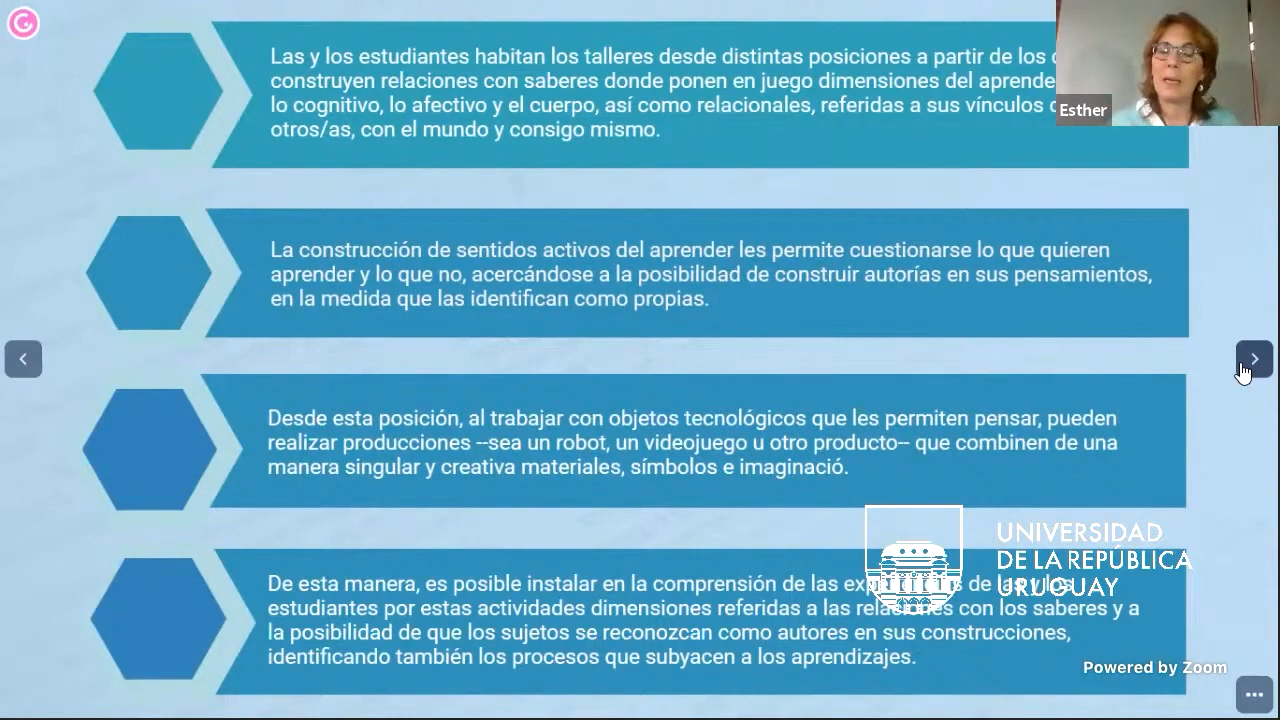 Las y los estudiantes habitan los talleres desde distintas posiciones a partir de los
construyen relaciones con saberes donde ponen en juego dimensiones del
lo cognitivo, lo afectivo y el cuerpo, así como relacionales, referidas a sus vínculos
otros/as, con el mundo y consigo mismo.
Esther
La construcción de sentidos activos del aprender les permite cuestionarse lo que quieren
aprender y lo que no, acercándose a la posibilidad de construir autorías en sus pensamientos,
en la medida que las identifican como propias.
Desde esta posición, al trabajar con objetos tecnológicos que les permiten pensar, pueden
realizar producciones --sea un robot, un videojuego u otro producto-- que combinen de una
manera singular y creativa materiales, símbolos e imaginació.
De esta manera, es posible instalar en la comprensión de las de
estudiantes por estas actividades dimensiones referidas a las relaciones con los saberes y a
la posibilidad de que los sujetos se reconozcan como autores en sus construcciones,
identificando también los procesos que subyacen a los aprendizajes.
UNIVERSIDAD
DE LA REPÚBLICA
URUGUAY
Powered by Zoom